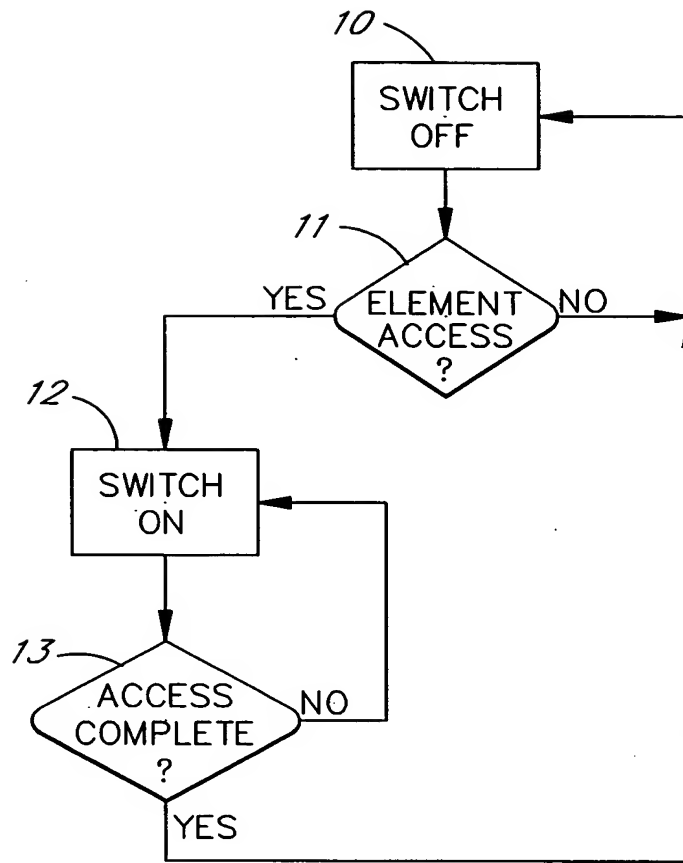 10
SWITCH
OFF
11
YES
ELEMENT
ACCESS
?
NO
12
SWITCH
ON
13
ACCESS
COMPLETE
?
NO
YES